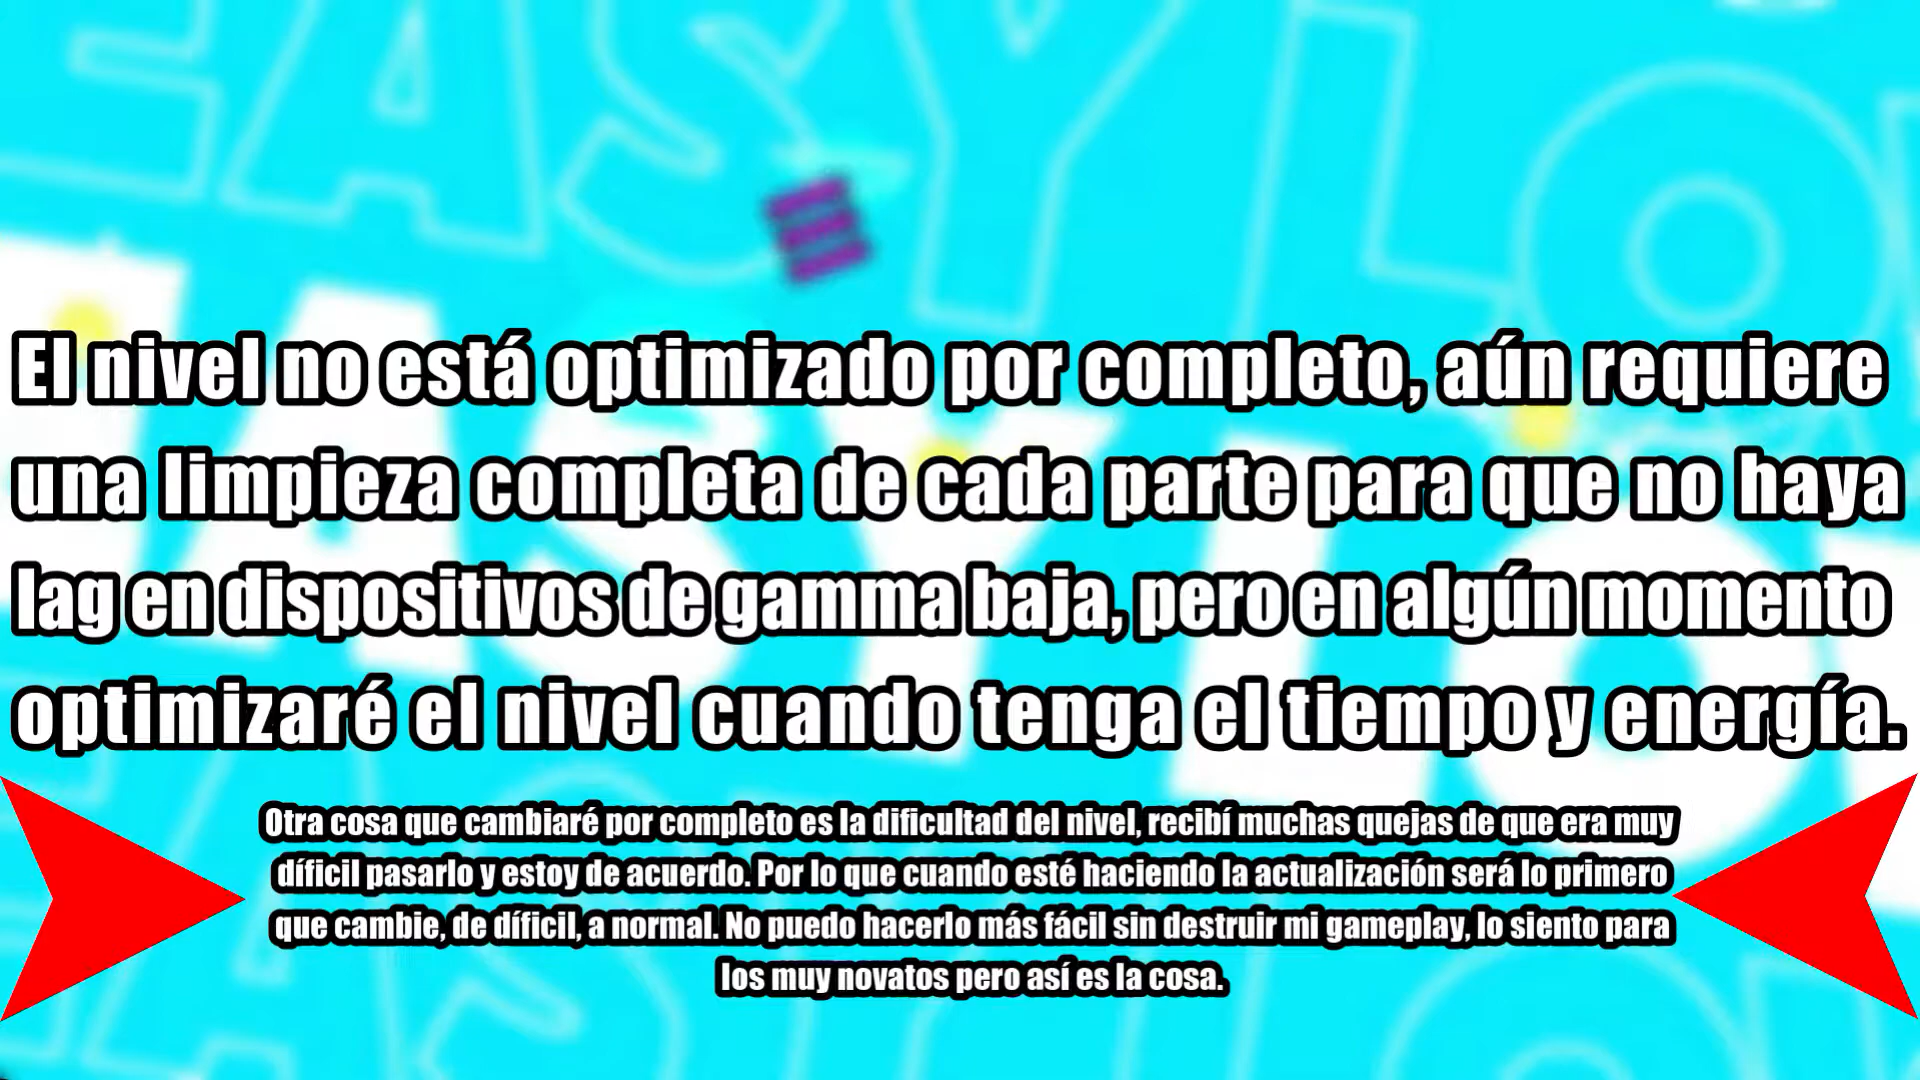 EASY LO
EASY LO
El nivel no está optimizado por completo, aún requiere
una limpieza completa de cada parte para que no haya
lag en dispositivos de gamma baja, pero en algún momento
optimizaré el nivel cuando tenga el tiempo y energía.
Otra cosa que cambiaré por completo es la dificultad del nivel, recibí muchas quejas de que era muy
díficil pasarlo y estoy de acuerdo. Por lo que cuando esté haciendo la actualización será lo primero
que cambie, de díficil, a normal. No puedo hacerlo más fácil sin destruir mi gameplay, lo siento para
los muy novatos pero así es la cosa.